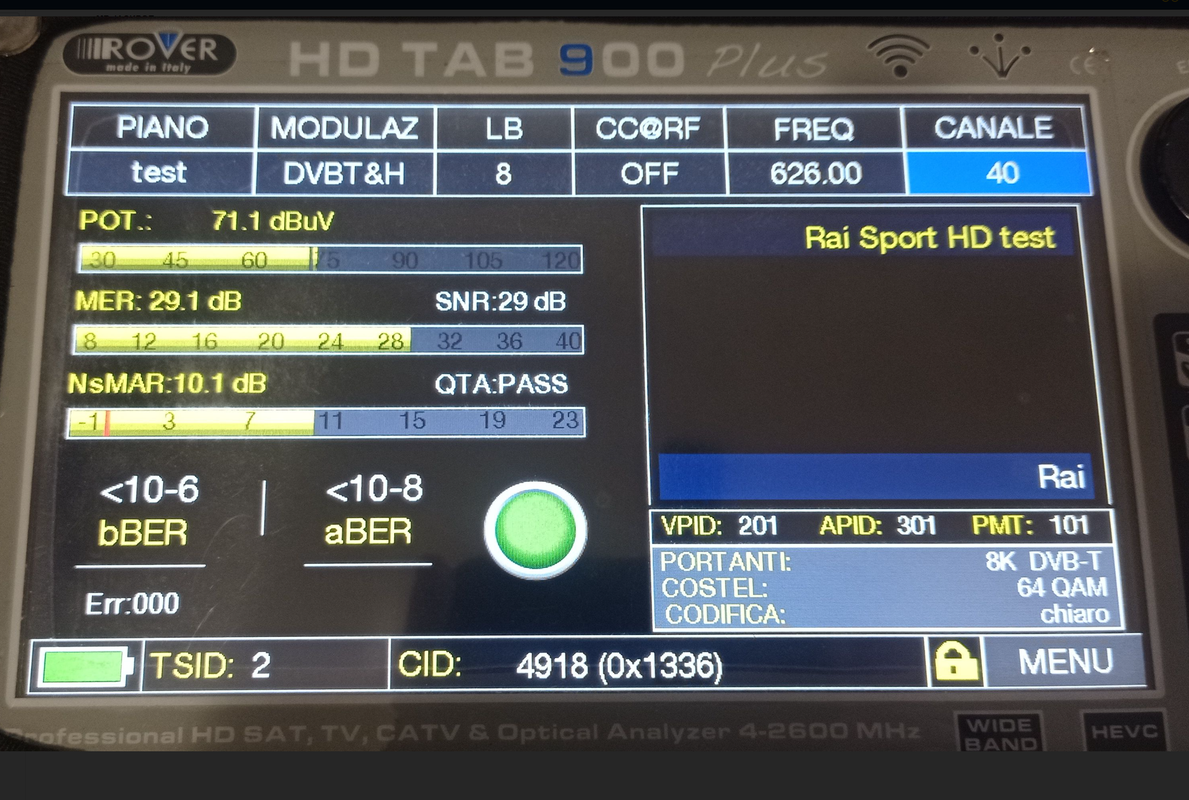 ROVER
made in Italy
HD TAB 900 Plus
CE
PIANO MODULAZ LB CC@RF FREQ CANALE
test DVBT&H 8 OFF 626.00 40
POT.: 71.1 dBuV
30 45 60 75 90 105 120
MER: 29.1 dB SNR:29 dB
8 12 16 20 24 28 32 36 40
NsMAR:10.1 dB QTA:PASS
-1 3 7 11 15 19 23
<10-6 <10-8
bBER aBER
Err:000
Rai Sport HD test
Rai
VPID: 201 APID: 301 PMT: 101
PORTANTI: 8K DVB-T
COSTEL: 64 QAM
CODIFICA: chiaro
TSID: 2 CID: 4918 (0x1336) MENU
Professional HD SAT, TV, CATV & Optical Analyzer 4-2600 MHz
WIDE
BAND
HEVC